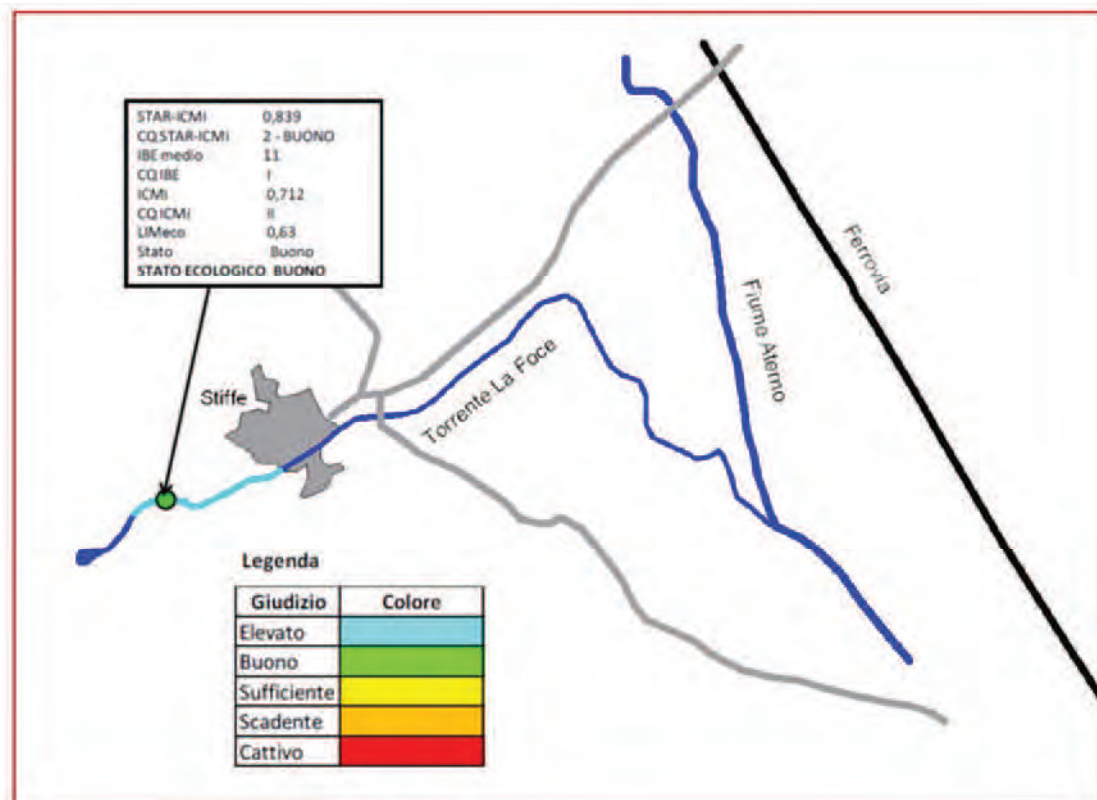 STAR-ICMi 0,839
CQ STAR-ICMi 2 - BUONO
IBE medio 11
CQ IBE I
ICMi 0,712
CQ ICMi II
LIMeco 0,63
Stato Buono
STATO ECOLOGICO BUONO
Ferrovia
Fiume Aterno
Torrente La Foce
Stiffe
Legenda
Giudizio Colore
Elevato
Buono
Sufficiente
Scadente
Cattivo